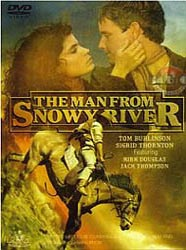 DVD
THE MAN FROM
SNOWY RIVER
TOM BURLINSON
SIGRID THORNTON
Featuring
KIRK DOUGLAS
JACK THOMPSON